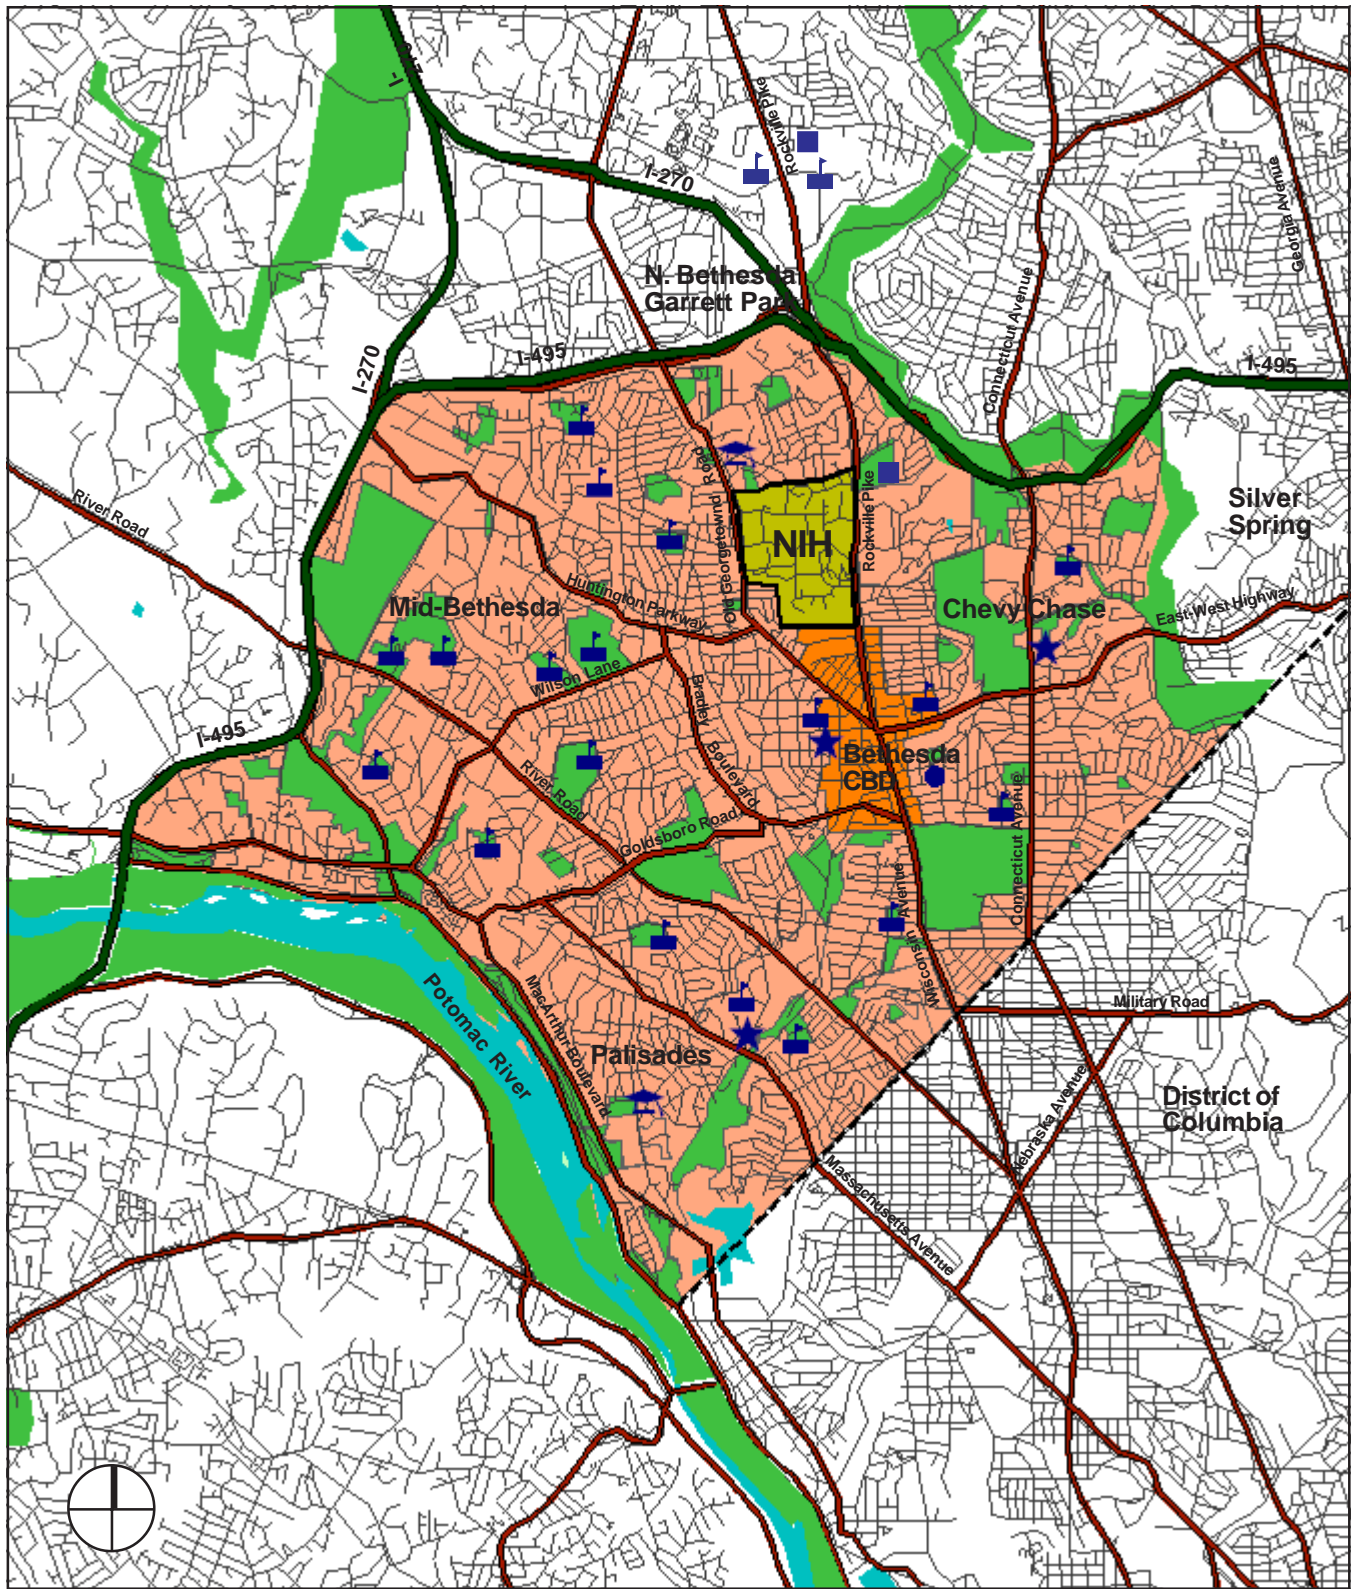 Rockville Pike
I-270
N. Bethesda
Garrett Park
Georgia Avenue
Connecticut Avenue
I-495
I-270
I-495
River Road
Old Georgetownd Road
Rockville Pike
NIH
Silver
Spring
Huntington Parkway
Mid-Bethesda
Chevy Chase
East-West Highway
Wilson Lane
Bradley Boulevard
I-495
Bethesda
CBD
River Road
Goldsboro Road
Connecticut Avenue
Wisconsin Avenue
Potomac River
MacArthur Boulevard
Military Road
Palisades
Nebraska Avenue
District of
Columbia
Massachusetts Avenue